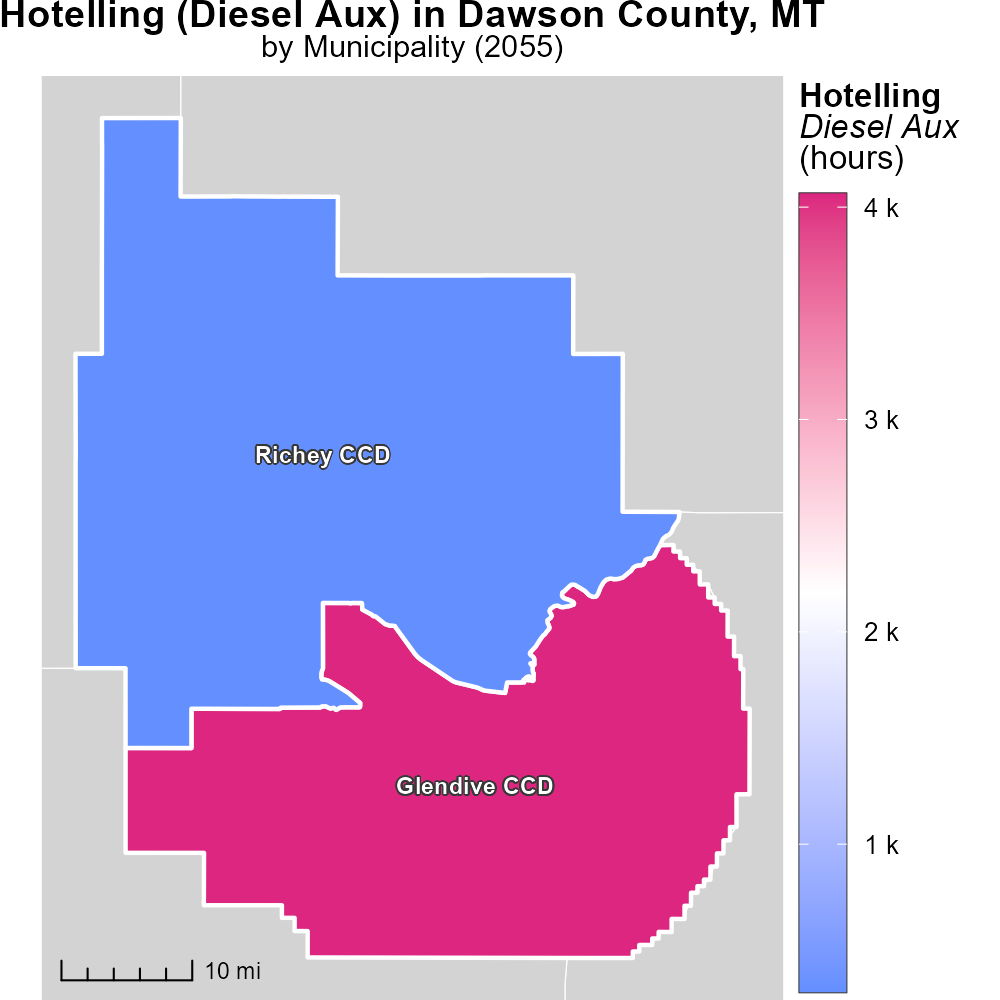 Hotelling (Diesel Aux) in Dawson County, MT
by Municipality (2055)
Hotelling
Diesel Aux
(hours)
4 k
3 k
2 k
1 k
Richey CCD
Glendive CCD
10 mi